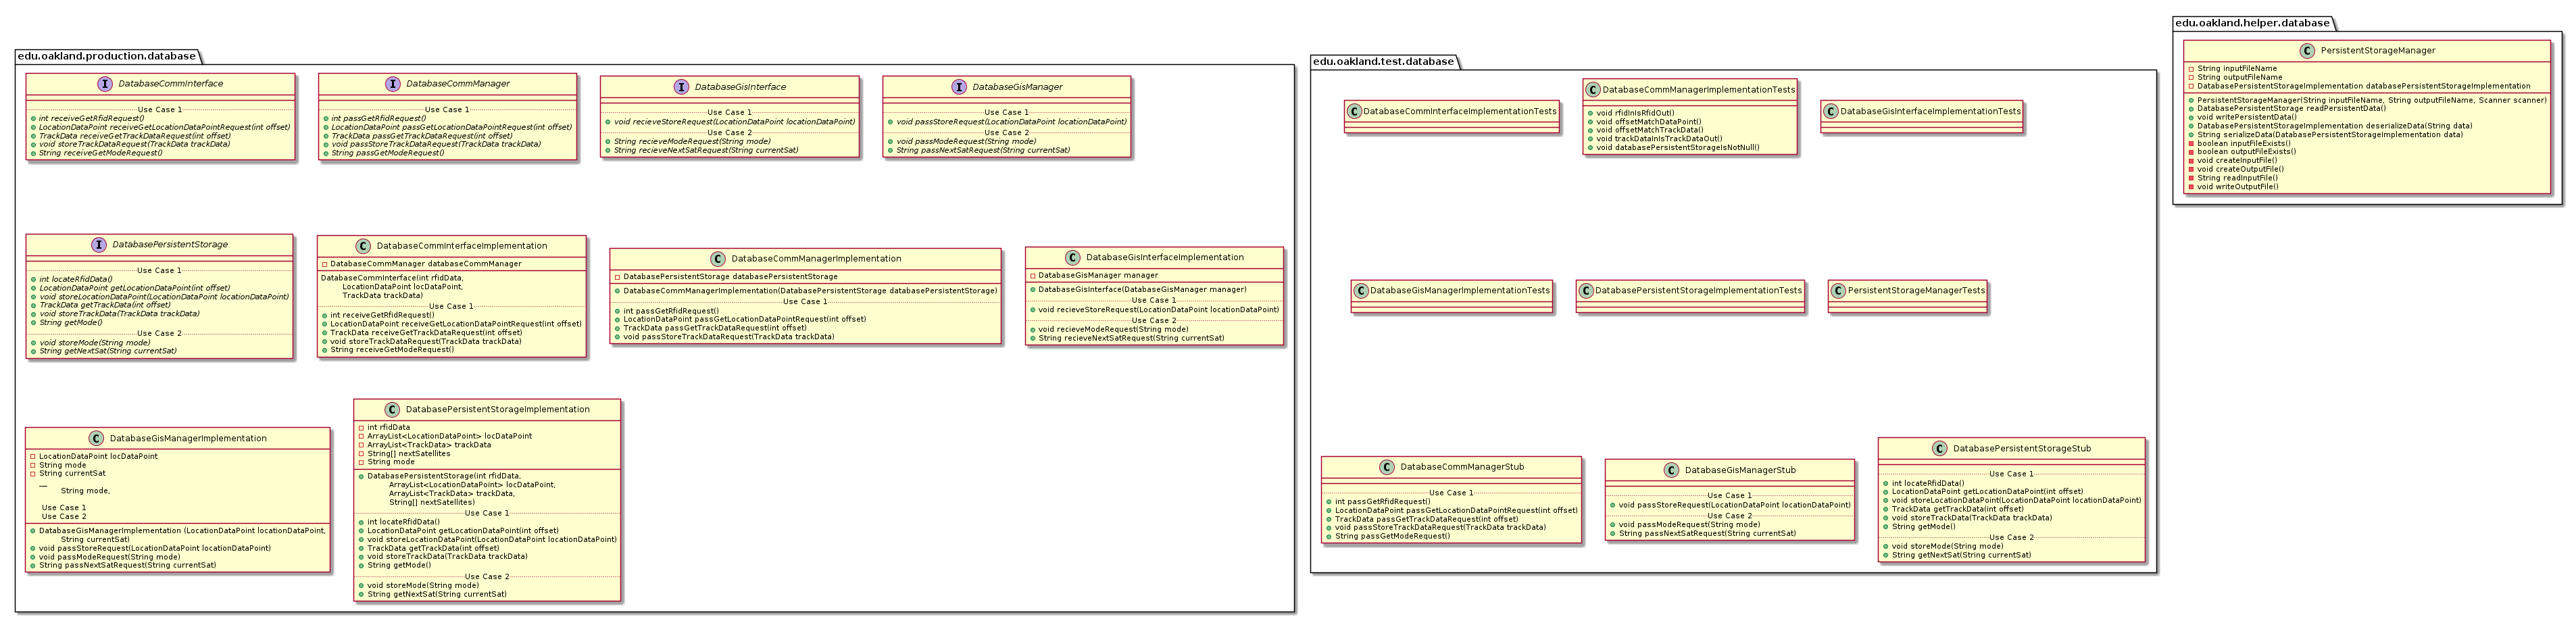 edu.oakland.production.database
I DatabaseCommInterface
Use Case 1
int receiveGetRfidRequest()
LocationDataPoint receiveGetLocationDataPointRequest(int offset)
TrackData receiveGetTrackDataRequest(int offset)
void storeTrackDataRequest(TrackData trackData)
String receiveGetModeRequest()
I DatabaseCommManager
Use Case 1
int passGetRfidRequest()
LocationDataPoint passGetLocationDataPointRequest(int offset)
TrackData passGetTrackDataRequest(int offset)
void passStoreTrackDataRequest(TrackData trackData)
String passGetModeRequest()
I DatabaseGisInterface
Use Case 1
void recieveStoreRequest(LocationDataPoint locationDataPoint)
Use Case 2
String recieveModeRequest(String mode)
String recieveNextSatRequest(String currentSat)
I DatabaseGisManager
Use Case 1
void passStoreRequest(LocationDataPoint locationDataPoint)
Use Case 2
void passModeRequest(String mode)
String passNextSatRequest(String currentSat)
I DatabasePersistentStorage
Use Case 1
int locateRfidData()
LocationDataPoint getLocationDataPoint(int offset)
void storeLocationDataPoint(LocationDataPoint locationDataPoint)
TrackData getTrackData(int offset)
void storeTrackData(TrackData trackData)
String getMode()
Use Case 2
void storeMode(String mode)
String getNextSat(String currentSat)
C DatabaseCommInterfaceImplementation
DatabaseCommManager databaseCommManager
DatabaseCommInterface(int rfidData,
LocationDataPoint locDataPoint,
TrackData trackData)
Use Case 1
int receiveGetRfidRequest()
LocationDataPoint receiveGetLocationDataPointRequest(int offset)
TrackData receiveGetTrackDataRequest(int offset)
void storeTrackDataRequest(TrackData trackData)
String receiveGetModeRequest()
C DatabaseCommManagerImplementation
DatabasePersistentStorage databasePersistentStorage
DatabaseCommManagerImplementation(DatabasePersistentStorage databasePersistentStorage)
Use Case 1
int passGetRfidRequest()
LocationDataPoint passGetLocationDataPointRequest(int offset)
TrackData passGetTrackDataRequest(int offset)
void passStoreTrackDataRequest(TrackData trackData)
C DatabaseGisInterfaceImplementation
DatabaseGisManager manager
DatabaseGisInterface(DatabaseGisManager manager)
Use Case 1
void recieveStoreRequest(LocationDataPoint locationDataPoint)
Use Case 2
void recieveModeRequest(String mode)
String recieveNextSatRequest(String currentSat)
C DatabaseGisManagerImplementation
LocationDataPoint locDataPoint
String mode
String currentSat
__
String mode,
Use Case 1
Use Case 2
DatabaseGisManagerImplementation (LocationDataPoint locationDataPoint,
String currentSat)
void passStoreRequest(LocationDataPoint locationDataPoint)
void passModeRequest(String mode)
String passNextSatRequest(String currentSat)
C DatabasePersistentStorageImplementation
int rfidData
ArrayList<LocationDataPoint> locDataPoint
ArrayList<TrackData> trackData
String[] nextSatellites
String mode
DatabasePersistentStorage(int rfidData,
ArrayList<LocationDataPoint> locDataPoint,
ArrayList<TrackData> trackData,
String[] nextSatellites)
Use Case 1
int locateRfidData()
LocationDataPoint getLocationDataPoint(int offset)
void storeLocationDataPoint(LocationDataPoint locationDataPoint)
TrackData getTrackData(int offset)
void storeTrackData(TrackData trackData)
String getMode()
Use Case 2
void storeMode(String mode)
String getNextSat(String currentSat)
edu.oakland.test.database
C DatabaseCommInterfaceImplementationTests
C DatabaseCommManagerImplementationTests
void rfidInIsRfidOut()
void offsetMatchDataPoint()
void offsetMatchTrackData()
void trackDataInIsTrackDataOut()
void databasePersistentStorageIsNotNull()
C DatabaseGisInterfaceImplementationTests
C DatabaseGisManagerImplementationTests
C DatabasePersistentStorageImplementationTests
C PersistentStorageManagerTests
C DatabaseCommManagerStub
Use Case 1
int passGetRfidRequest()
LocationDataPoint passGetLocationDataPointRequest(int offset)
TrackData passGetTrackDataRequest(int offset)
void passStoreTrackDataRequest(TrackData trackData)
String passGetModeRequest()
C DatabaseGisManagerStub
Use Case 1
void passStoreRequest(LocationDataPoint locationDataPoint)
Use Case 2
void passModeRequest(String mode)
String passNextSatRequest(String currentSat)
C DatabasePersistentStorageStub
Use Case 1
int locateRfidData()
LocationDataPoint getLocationDataPoint(int offset)
void storeLocationDataPoint(LocationDataPoint locationDataPoint)
TrackData getTrackData(int offset)
void storeTrackData(TrackData trackData)
String getMode()
Use Case 2
void storeMode(String mode)
String getNextSat(String currentSat)
edu.oakland.helper.database
C PersistentStorageManager
String inputFileName
String outputFileName
DatabasePersistentStorageImplementation databasePersistentStorageImplementation
PersistentStorageManager(String inputFileName, String outputFileName, Scanner scanner)
DatabasePersistentStorage readPersistentData()
void writePersistentData()
DatabasePersistentStorageImplementation deserializeData(String data)
String serializeData(DatabasePersistentStorageImplementation data)
boolean inputFileExists()
boolean outputFileExists()
void createInputFile()
void createOutputFile()
String readInputFile()
void writeOutputFile()